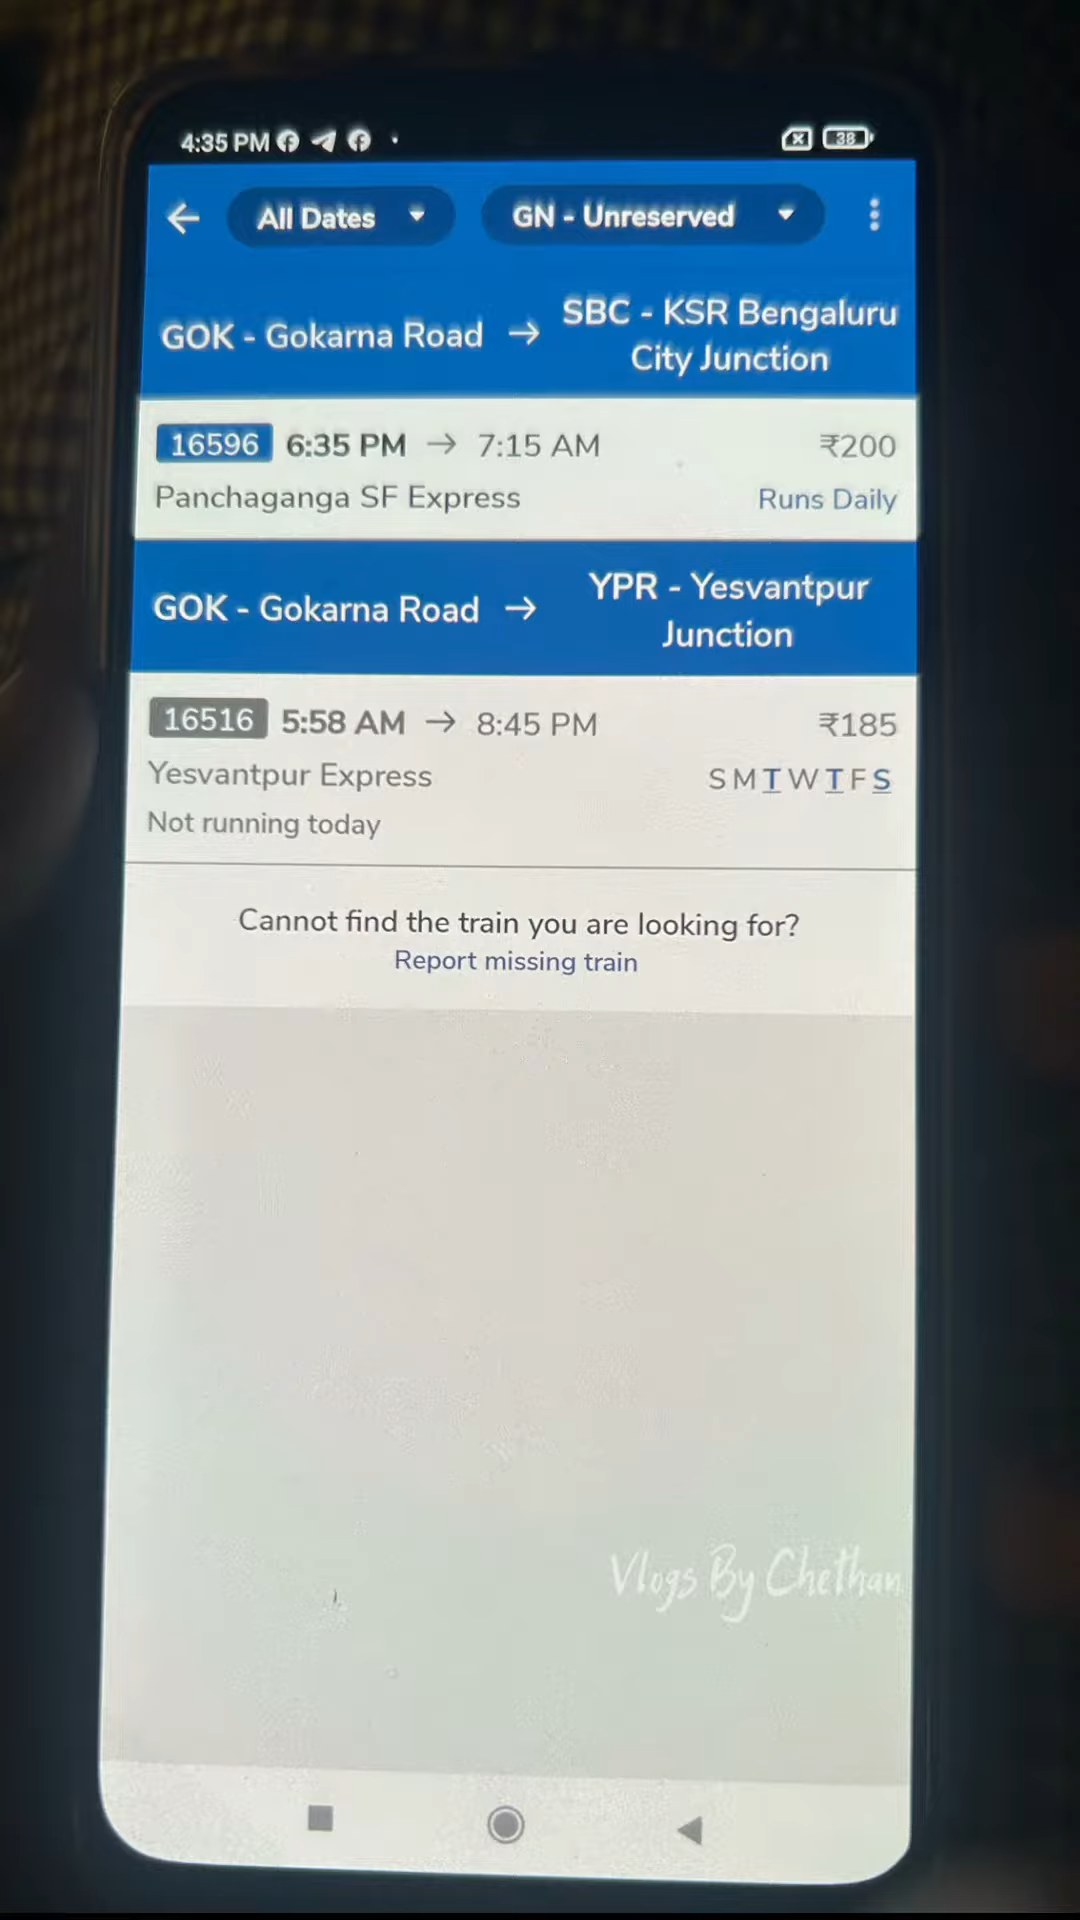 4:35 PM
38
All Dates
GN - Unreserved
GOK - Gokarna Road → SBC - KSR Bengaluru City Junction
16596 6:35 PM → 7:15 AM ₹200
Panchaganga SF Express Runs Daily
GOK - Gokarna Road → YPR - Yesvantpur Junction
16516 5:58 AM → 8:45 PM ₹185
Yesvantpur Express S M T W T F S
Not running today
Cannot find the train you are looking for?
Report missing train
Vlogs By Chethan